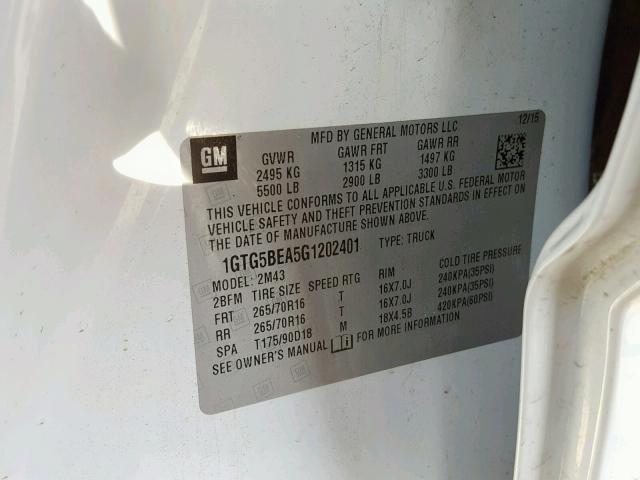 MFD BY GENERAL MOTORS LLC 12/15
GM GVWR GAWR FRT GAWR RR
2495 KG 1315 KG 1497 KG
5500 LB 2900 LB 3300 LB
THIS VEHICLE CONFORMS TO ALL APPLICABLE U.S. FEDERAL MOTOR
VEHICLE SAFETY AND THEFT PREVENTION STANDARDS IN EFFECT ON
THE DATE OF MANUFACTURE SHOWN ABOVE.
1GTG5BEA5G1202401 TYPE: TRUCK
MODEL: 2M43
2BFM TIRE SIZE SPEED RTG RIM COLD TIRE PRESSURE
FRT 265/70R16 T 16X7.0J 240KPA(35PSI)
RR 265/70R16 T 16X7.0J 240KPA(35PSI)
SPA T175/90D18 M 18X4.5B 420KPA(60PSI)
SEE OWNER'S MANUAL FOR MORE INFORMATION